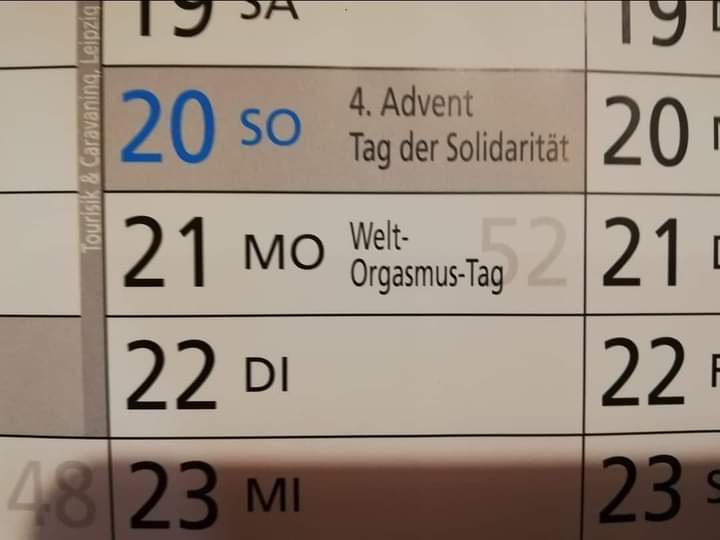 19 SA
20 SO 4. Advent
Tag der Solidarität
21 MO Welt-
Orgasmus-Tag
52
22 DI
23 MI
Touristik & Caravaning, Leipzig
48
19
20
21
22
23